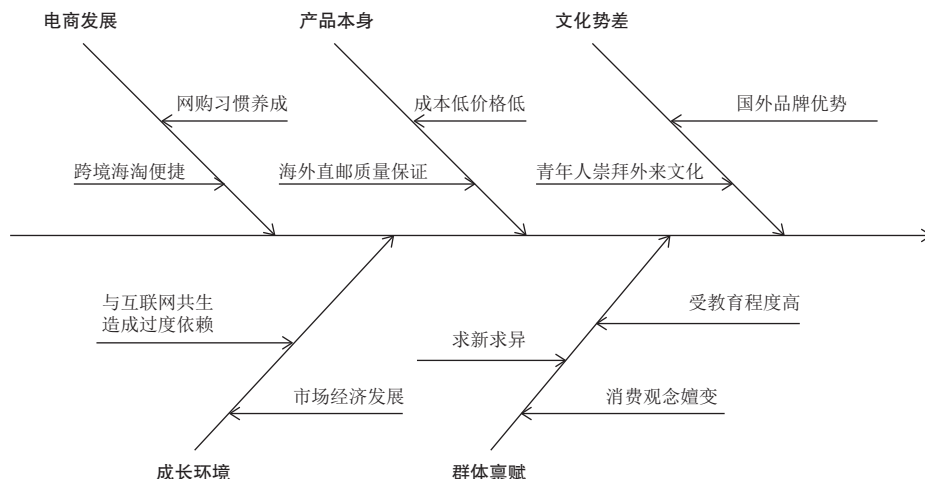 电商发展
产品本身
文化势差
网购习惯养成
成本低价格低
国外品牌优势
跨境海淘便捷
海外直邮质量保证
青年人崇拜外来文化
与互联网共生
造成过度依赖
受教育程度高
求新求异
市场经济发展
消费观念嬗变
成长环境
群体禀赋